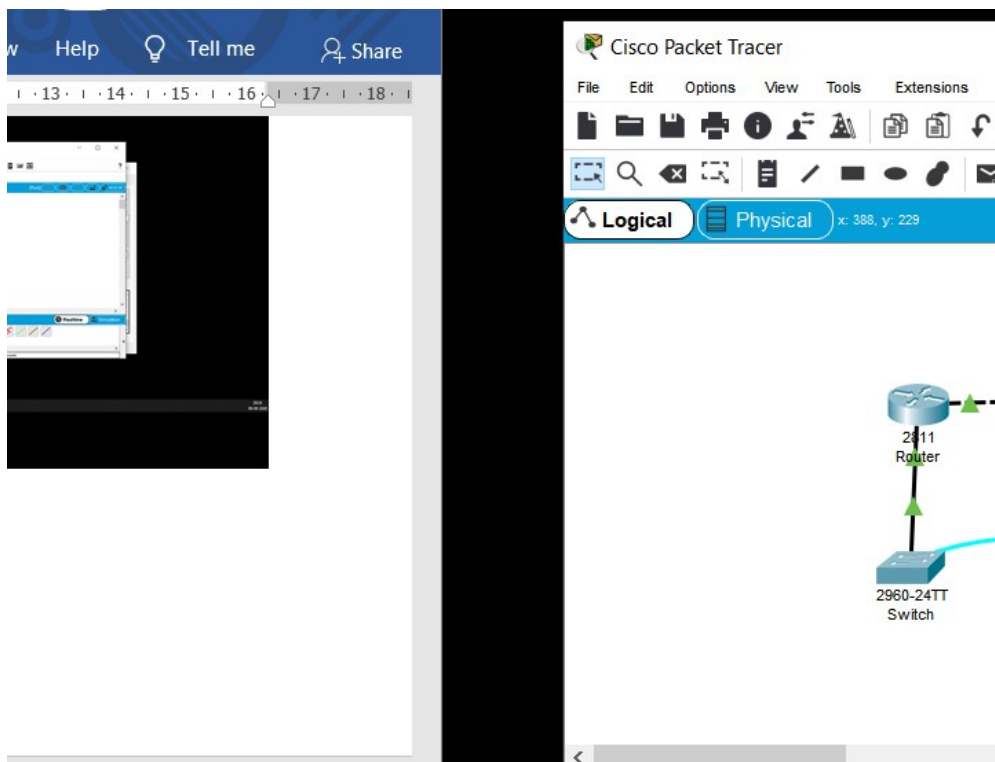 Help Tell me Share
13 14 15 16 17 18
Cisco Packet Tracer
File Edit Options View Tools Extensions
Logical Physical x: 388, y: 229
2811
Router
2960-24TT
Switch